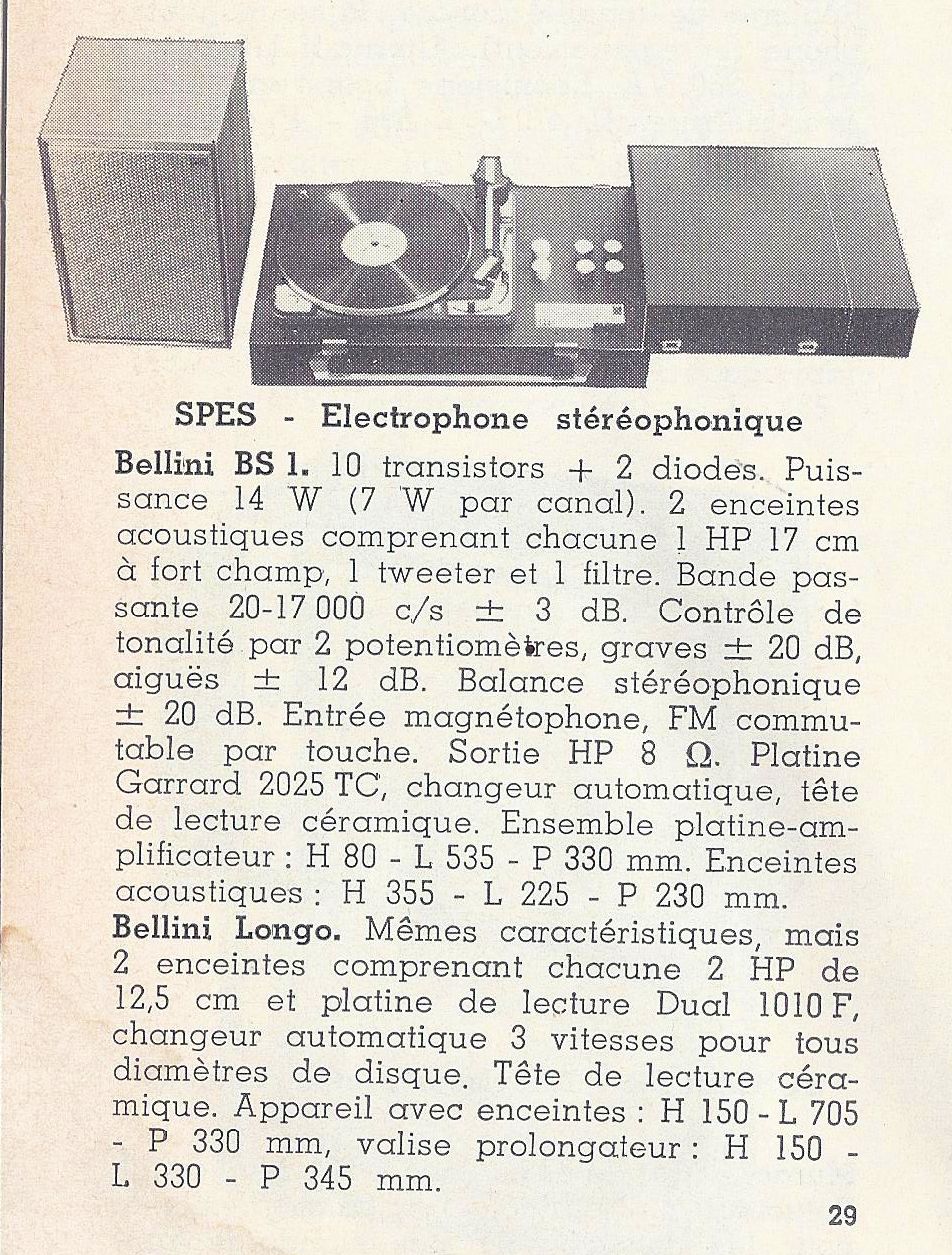 SPES - Electrophone stéréophonique
Bellini BS 1. 10 transistors + 2 diodes. Puis-
sance 14 W (7 W par canal). 2 enceintes
acoustiques comprenant chacune 1 HP 17 cm
à fort champ, 1 tweeter et 1 filtre. Bande pas-
sante 20-17 000 c/s ± 3 dB. Contrôle de
tonalité par 2 potentiomètres, graves ± 20 dB,
aiguës ± 12 dB. Balance stéréophonique
± 20 dB. Entrée magnétophone, FM commu-
table par touche. Sortie HP 8 Ω. Platine
Garrard 2025 TC, changeur automatique, tête
de lecture céramique. Ensemble platine-am-
plificateur : H 80 - L 535 - P 330 mm. Enceintes
acoustiques : H 355 - L 225 - P 230 mm.
Bellini Longo. Mêmes caractéristiques, mais
2 enceintes comprenant chacune 2 HP de
12,5 cm et platine de lecture Dual 1010 F,
changeur automatique 3 vitesses pour tous
diamètres de disque. Tête de lecture céra-
mique. Appareil avec enceintes : H 150 - L 705
- P 330 mm, valise prolongateur : H 150 -
L 330 - P 345 mm.
29